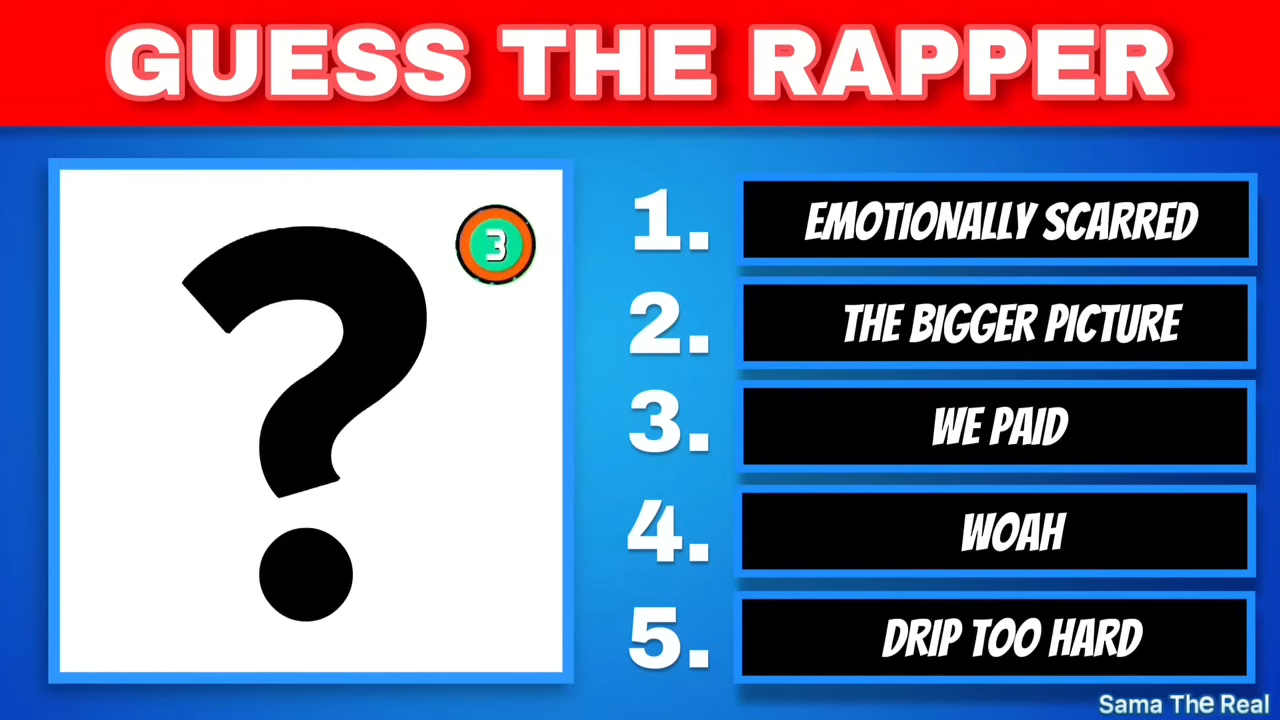 GUESS THE RAPPER
?
3
1. EMOTIONALLY SCARRED
2. THE BIGGER PICTURE
3. WE PAID
4. WOAH
5. DRIP TOO HARD
Sama The Real